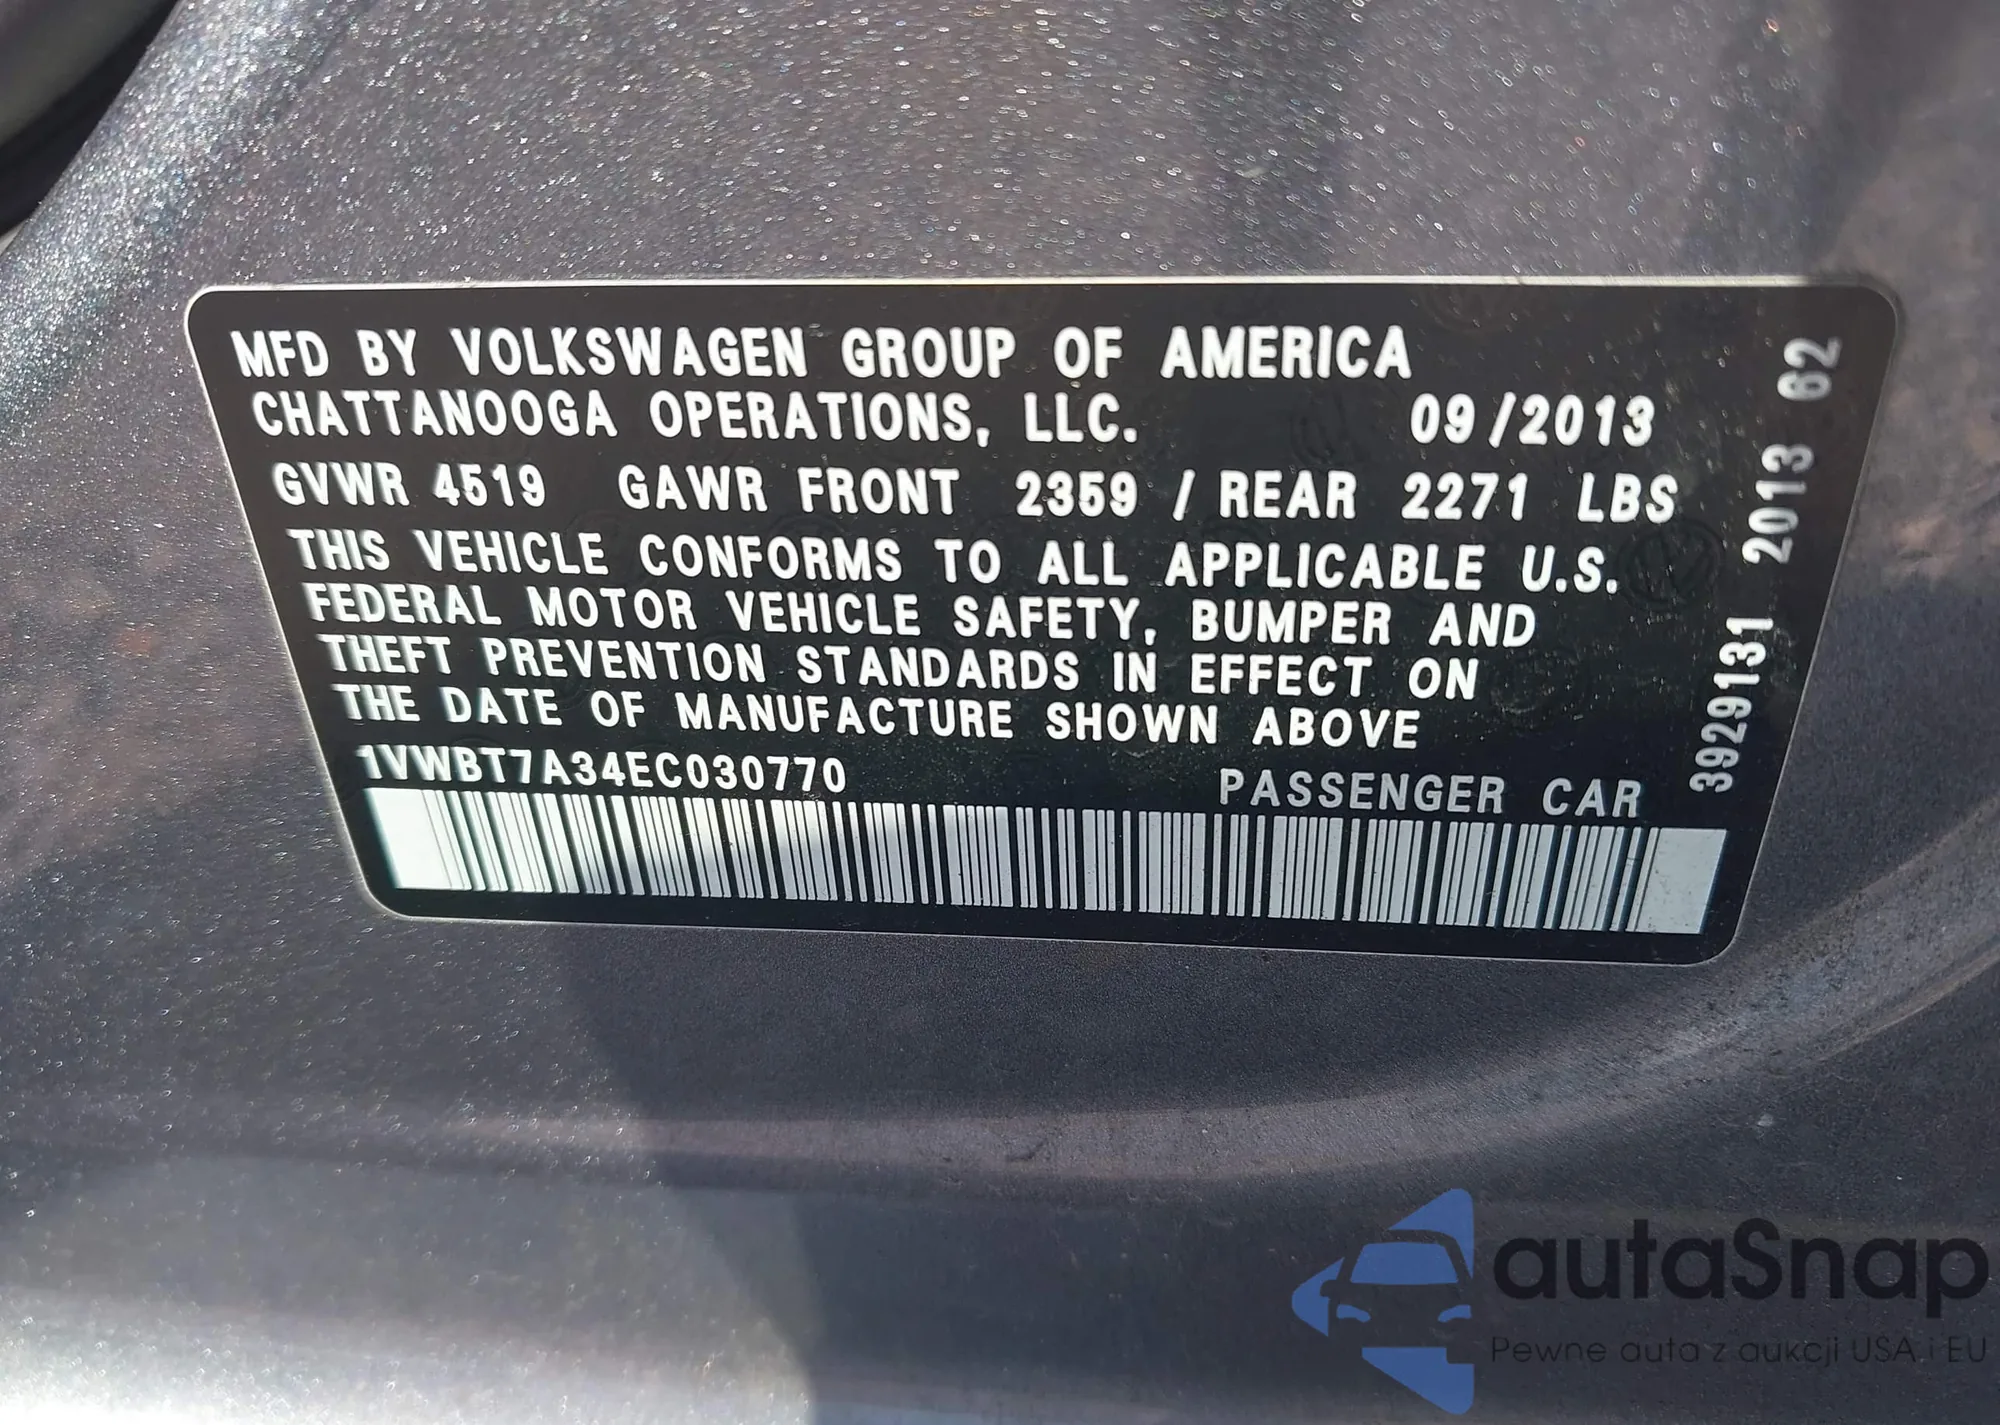 MFD BY VOLKSWAGEN GROUP OF AMERICA
CHATTANOOGA OPERATIONS, LLC. 09/2013
GVWR 4519 GAWR FRONT 2359 / REAR 2271 LBS
THIS VEHICLE CONFORMS TO ALL APPLICABLE U.S.
FEDERAL MOTOR VEHICLE SAFETY, BUMPER AND
THEFT PREVENTION STANDARDS IN EFFECT ON
THE DATE OF MANUFACTURE SHOWN ABOVE
1VWBT7A34EC030770 PASSENGER CAR
3929131 2013 62
autaSnap
Pewne auta z aukcji USA i EU